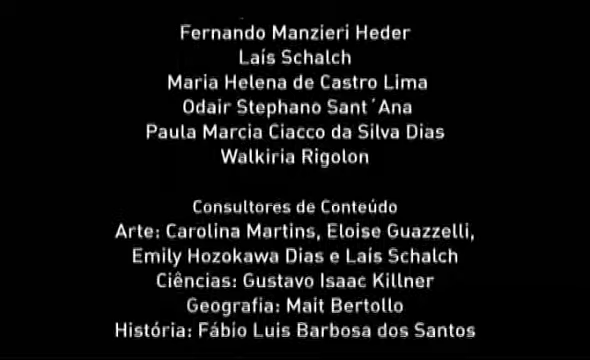 Fernando Manzieri Heder
Laís Schalch
Maria Helena de Castro Lima
Odair Stephano Sant´Ana
Paula Marcia Ciacco da Silva Dias
Walkiria Rigolon
Consultores de Conteúdo
Arte: Carolina Martins, Eloise Guazzelli,
Emily Hozokawa Dias e Laís Schalch
Ciências: Gustavo Isaac Killner
Geografia: Mait Bertollo
História: Fábio Luis Barbosa dos Santos